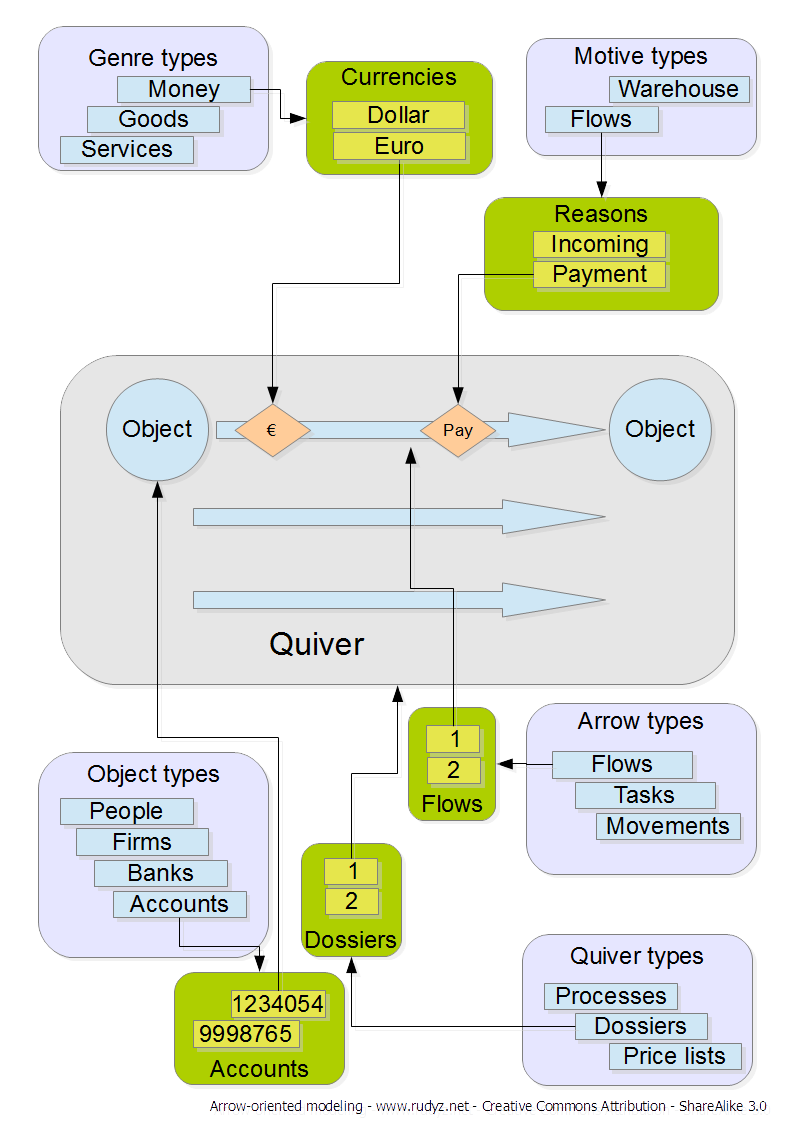 Genre types
Money
Goods
Services
Currencies
Dollar
Euro
Motive types
Warehouse
Flows
Reasons
Incoming
Payment
Object
€
Pay
Object
Quiver
1
2
Flows
Arrow types
Flows
Tasks
Movements
Object types
People
Firms
Banks
Accounts
1
2
Dossiers
Quiver types
Processes
Dossiers
Price lists
1234054
9998765
Accounts
Arrow-oriented modeling - www.rudyz.net - Creative Commons Attribution - ShareAlike 3.0